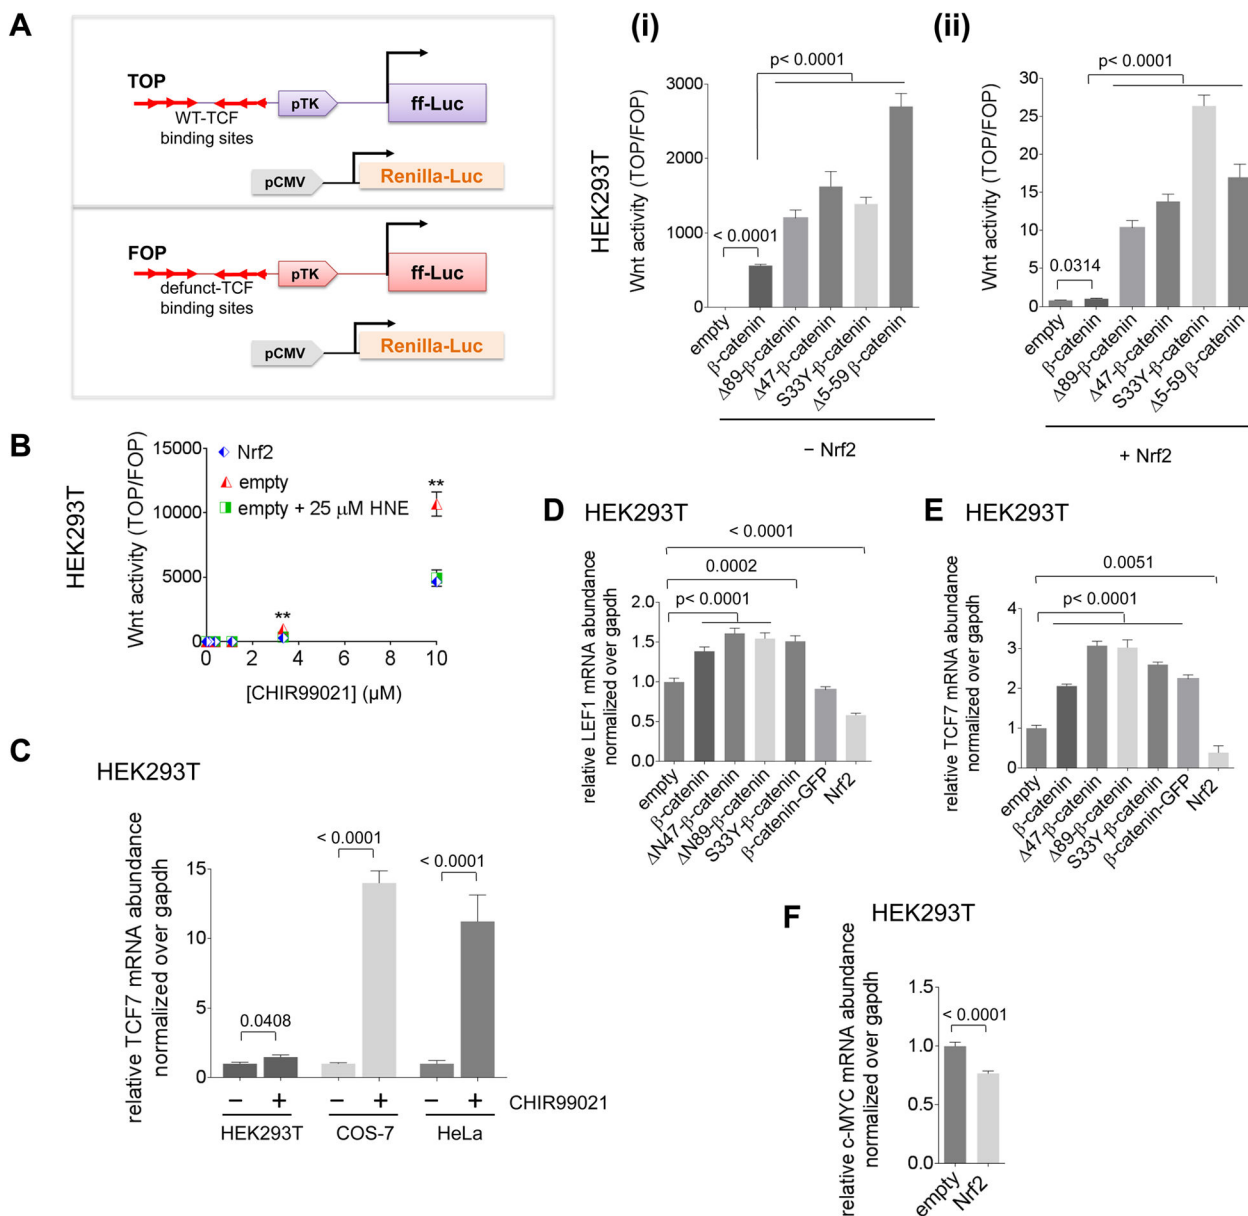 A
TOP
WT-TCF
binding sites
pTK
ff-Luc
pCMV
Renilla-Luc
FOP
defunct-TCF
binding sites
pTK
ff-Luc
pCMV
Renilla-Luc
(i)
HEK293T
Wnt activity (TOP/FOP)
3000
2000
1000
0
p< 0.0001
< 0.0001
empty
β-catenin
Δ89-β-catenin
Δ47-β-catenin
S33Y-β-catenin
Δ5-59 β-catenin
– Nrf2
(ii)
Wnt activity (TOP/FOP)
30
25
20
15
10
5
0
p< 0.0001
0.0314
empty
β-catenin
Δ89-β-catenin
Δ47-β-catenin
S33Y-β-catenin
Δ5-59 β-catenin
+ Nrf2
B
HEK293T
Wnt activity (TOP/FOP)
15000
10000
5000
0
Nrf2
empty
empty + 25 μM HNE
**
**
0 2 4 6 8 10
[CHIR99021] (μM)
C
HEK293T
relative TCF7 mRNA abundance
normalized over gapdh
15
10
5
1
0
0.0408
< 0.0001
< 0.0001
– + – + – + CHIR99021
HEK293T COS-7 HeLa
D HEK293T
relative LEF1 mRNA abundance
normalized over gapdh
2.0
1.5
1.0
0.5
0.0
< 0.0001
0.0002
p< 0.0001
empty
β-catenin
ΔN47-β-catenin
ΔN89-β-catenin
S33Y-β-catenin
β-catenin-GFP
Nrf2
E HEK293T
relative TCF7 mRNA abundance
normalized over gapdh
4
3
2
1
0
0.0051
p< 0.0001
empty
β-catenin
Δ47-β-catenin
Δ89-β-catenin
S33Y-β-catenin
β-catenin-GFP
Nrf2
F HEK293T
relative c-MYC mRNA abundance
normalized over gapdh
1.5
1.0
0.5
0.0
< 0.0001
empty
Nrf2